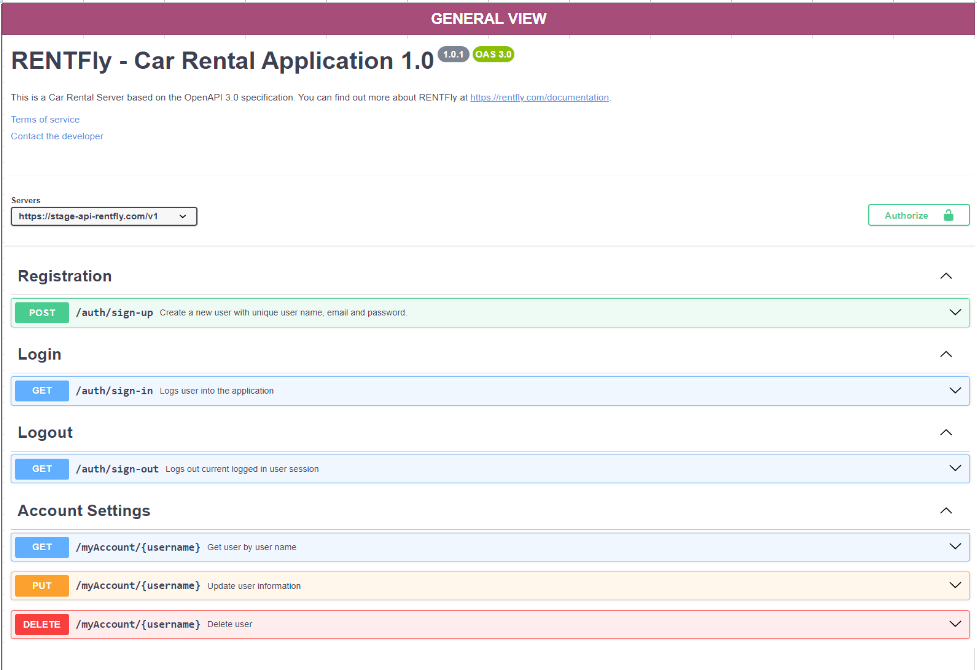 GENERAL VIEW
RENTFly - Car Rental Application 1.0 1.0.1 OAS 3.0
This is a Car Rental Server based on the OpenAPI 3.0 specification. You can find out more about RENTFly at https://rentfly.com/documentation.
Terms of service
Contact the developer
Servers
https://stage-api-rentfly.com/v1
Authorize
Registration
POST /auth/sign-up Create a new user with unique user name, email and password.
Login
GET /auth/sign-in Logs user into the application
Logout
GET /auth/sign-out Logs out current logged in user session
Account Settings
GET /myAccount/{username} Get user by user name
PUT /myAccount/{username} Update user information
DELETE /myAccount/{username} Delete user